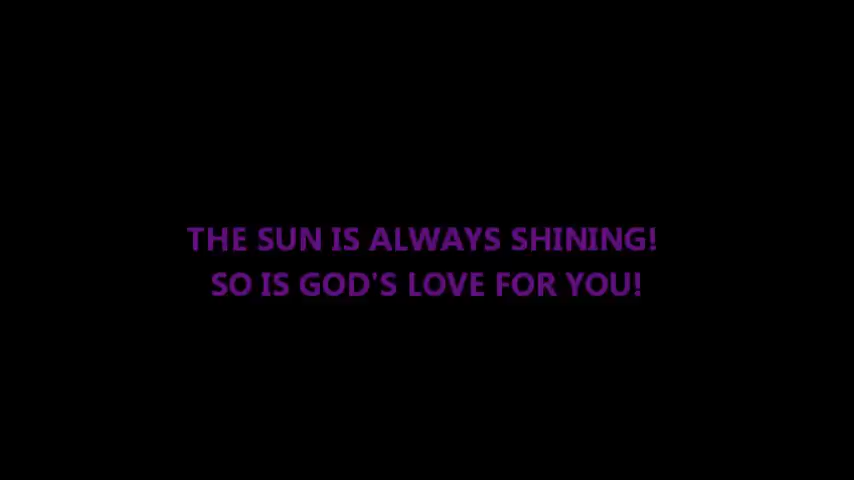 THE SUN IS ALWAYS SHINING!
SO IS GOD'S LOVE FOR YOU!